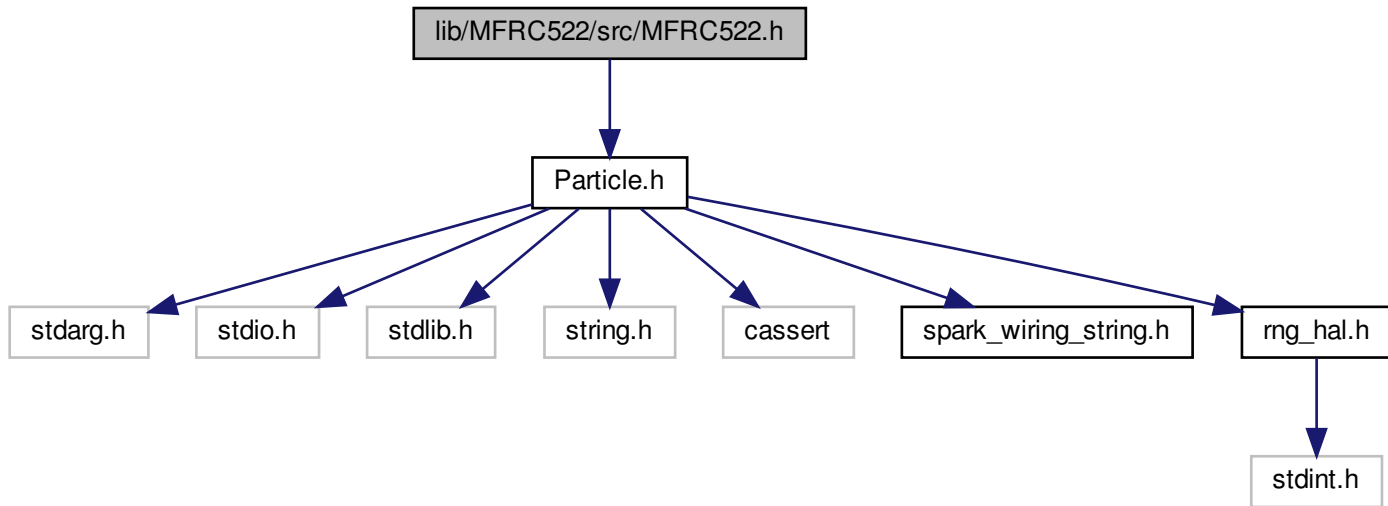 lib/MFRC522/src/MFRC522.h
Particle.h
stdarg.h
stdio.h
stdlib.h
string.h
cassert
spark_wiring_string.h
rng_hal.h
stdint.h